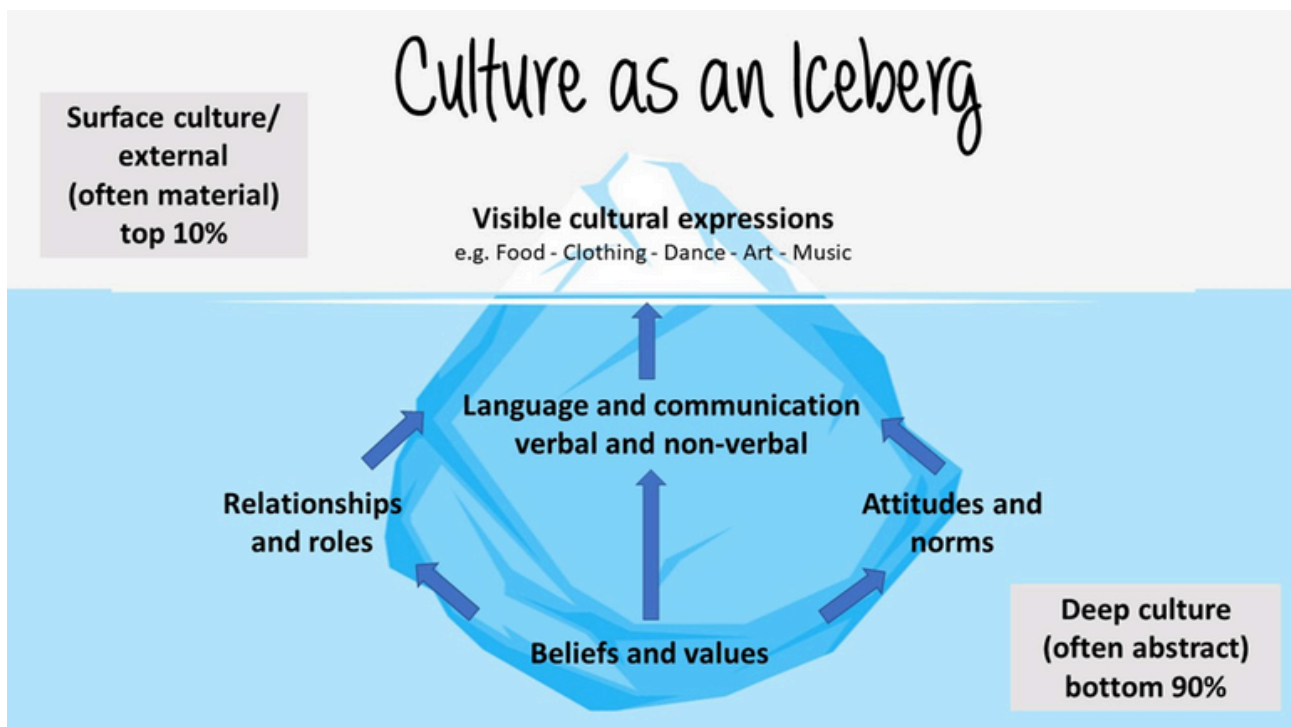 Culture as an Iceberg
Surface culture/
external
(often material)
top 10%
Visible cultural expressions
e.g. Food - Clothing - Dance - Art - Music
Language and communication
verbal and non-verbal
Relationships
and roles
Attitudes and
norms
Beliefs and values
Deep culture
(often abstract)
bottom 90%